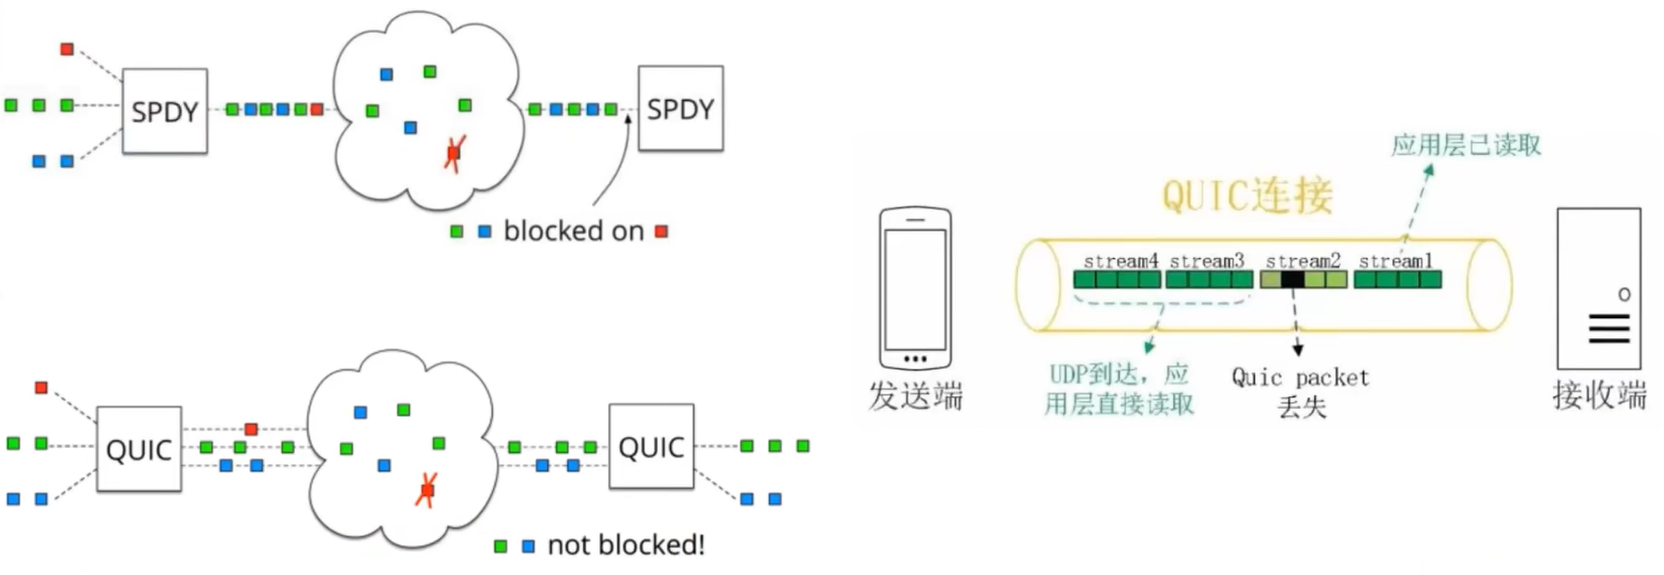 SPDY
SPDY
blocked on
QUIC
QUIC
not blocked!
应用层已读取
QUIC连接
stream4 stream3 stream2 stream1
发送端
UDP到达，应
用层直接读取
Quic packet
丢失
接收端